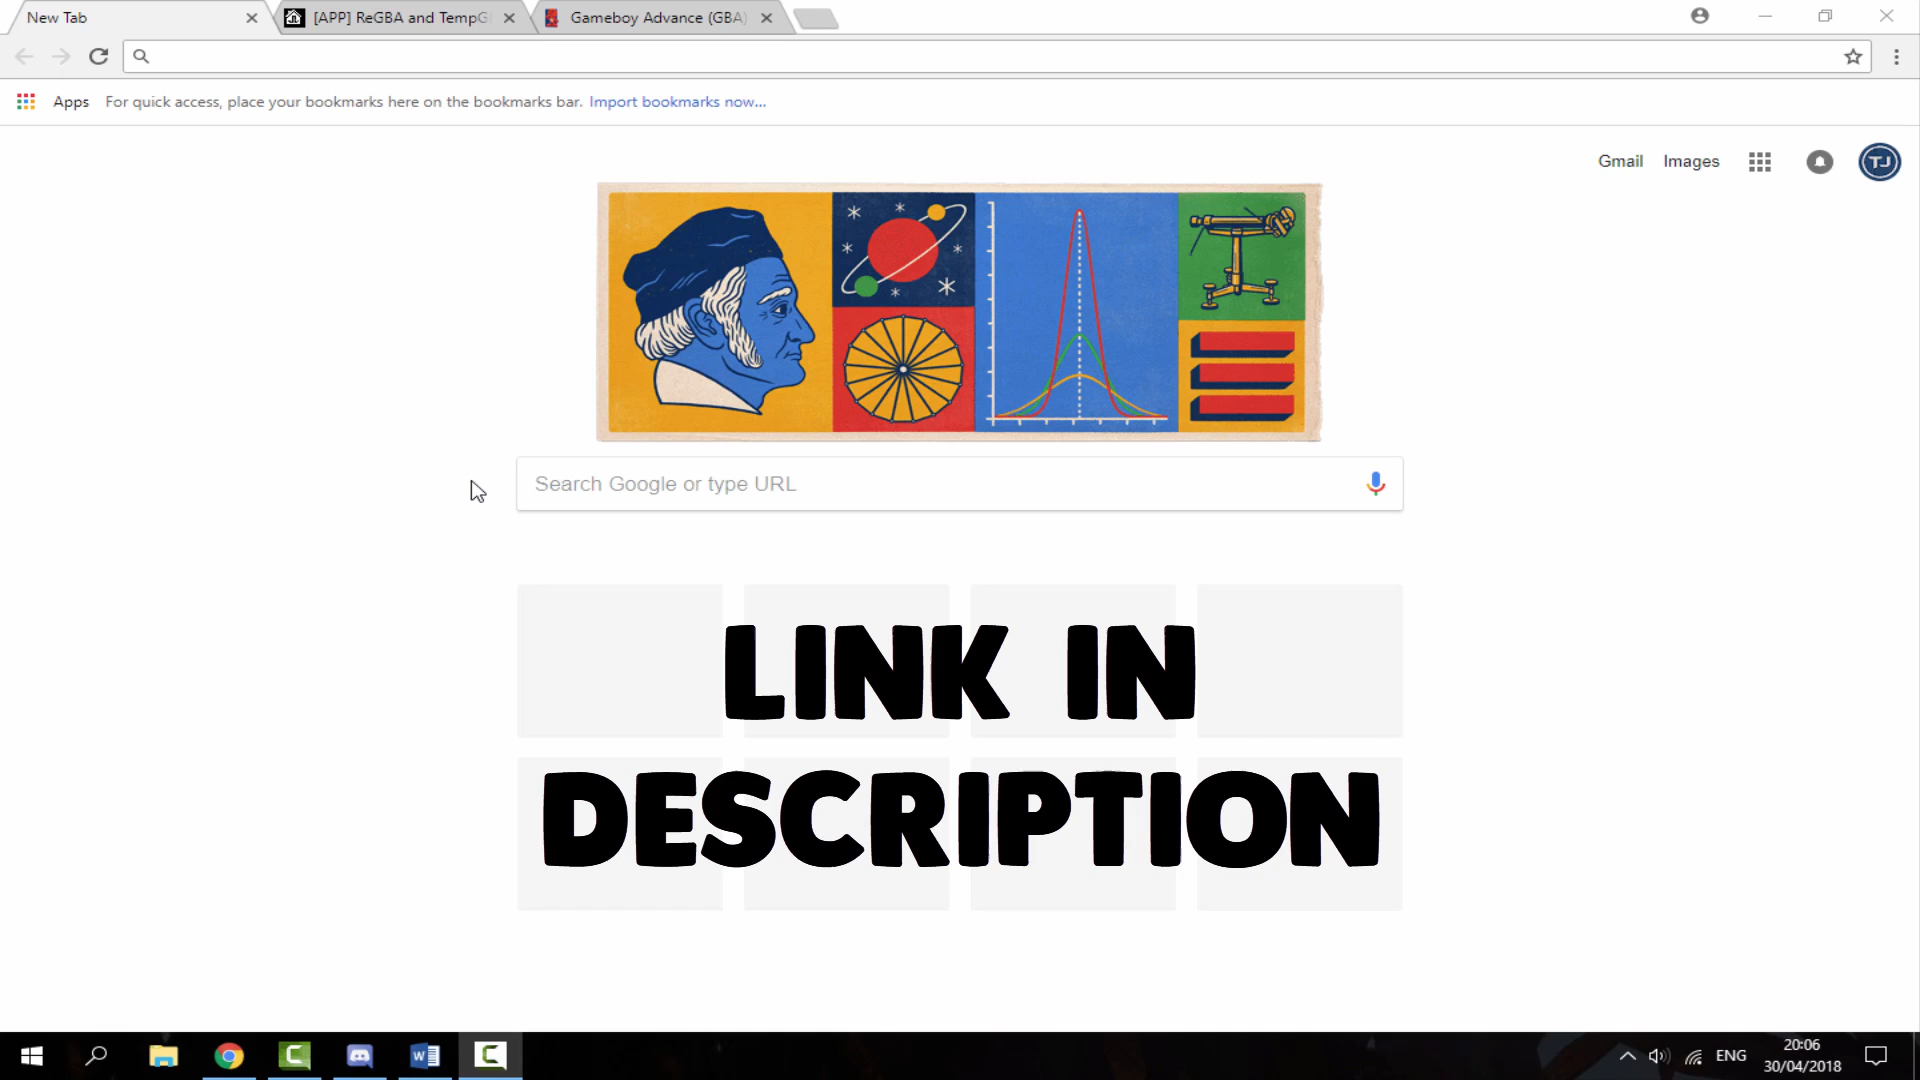 New Tab
[APP] ReGBA and TempG
Gameboy Advance (GBA)
Apps For quick access, place your bookmarks here on the bookmarks bar. Import bookmarks now...
Gmail Images
TJ
Search Google or type URL
LINK IN
DESCRIPTION
ENG
20:06
30/04/2018